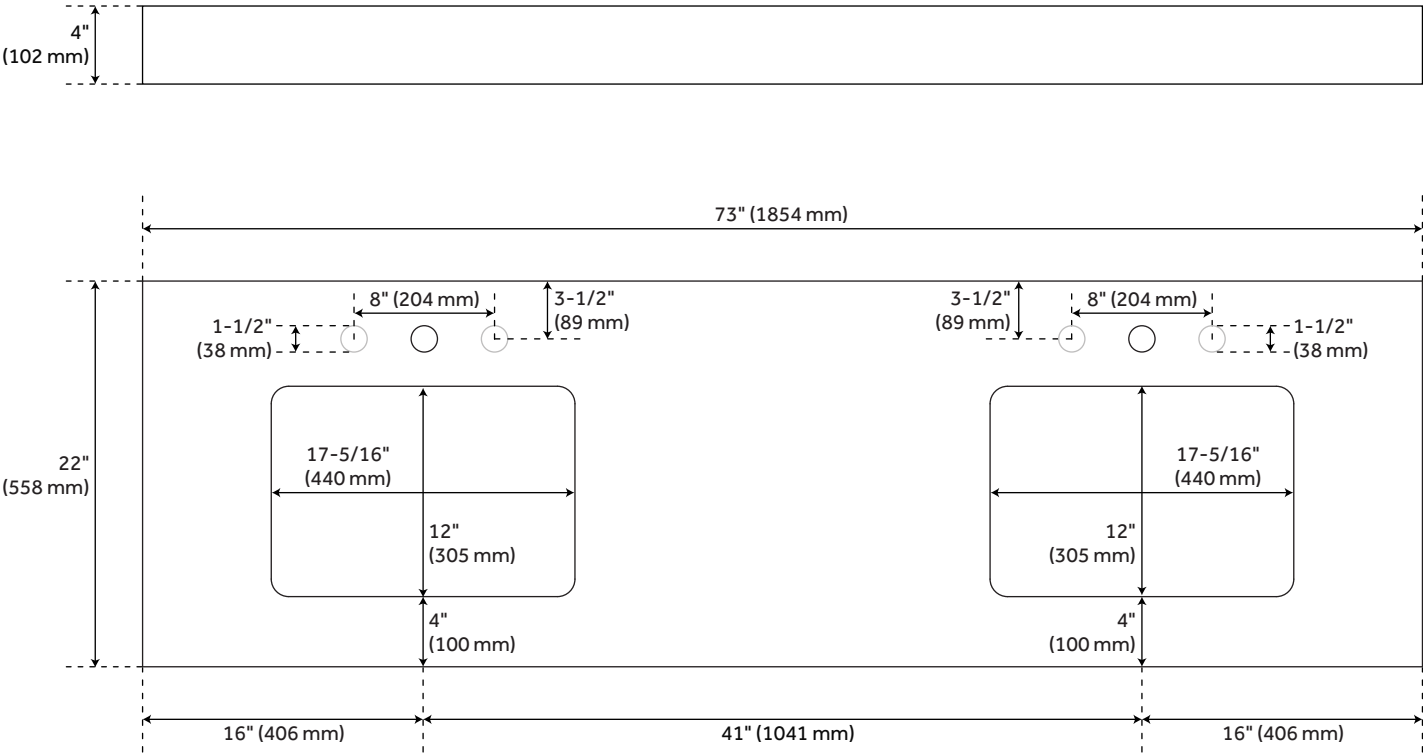 4"
(102 mm)
73" (1854 mm)
8" (204 mm)
3-1/2"
(89 mm)
1-1/2"
(38 mm)
3-1/2"
(89 mm)
8" (204 mm)
1-1/2"
(38 mm)
22"
(558 mm)
17-5/16"
(440 mm)
12"
(305 mm)
4"
(100 mm)
17-5/16"
(440 mm)
12"
(305 mm)
4"
(100 mm)
16" (406 mm)
41" (1041 mm)
16" (406 mm)